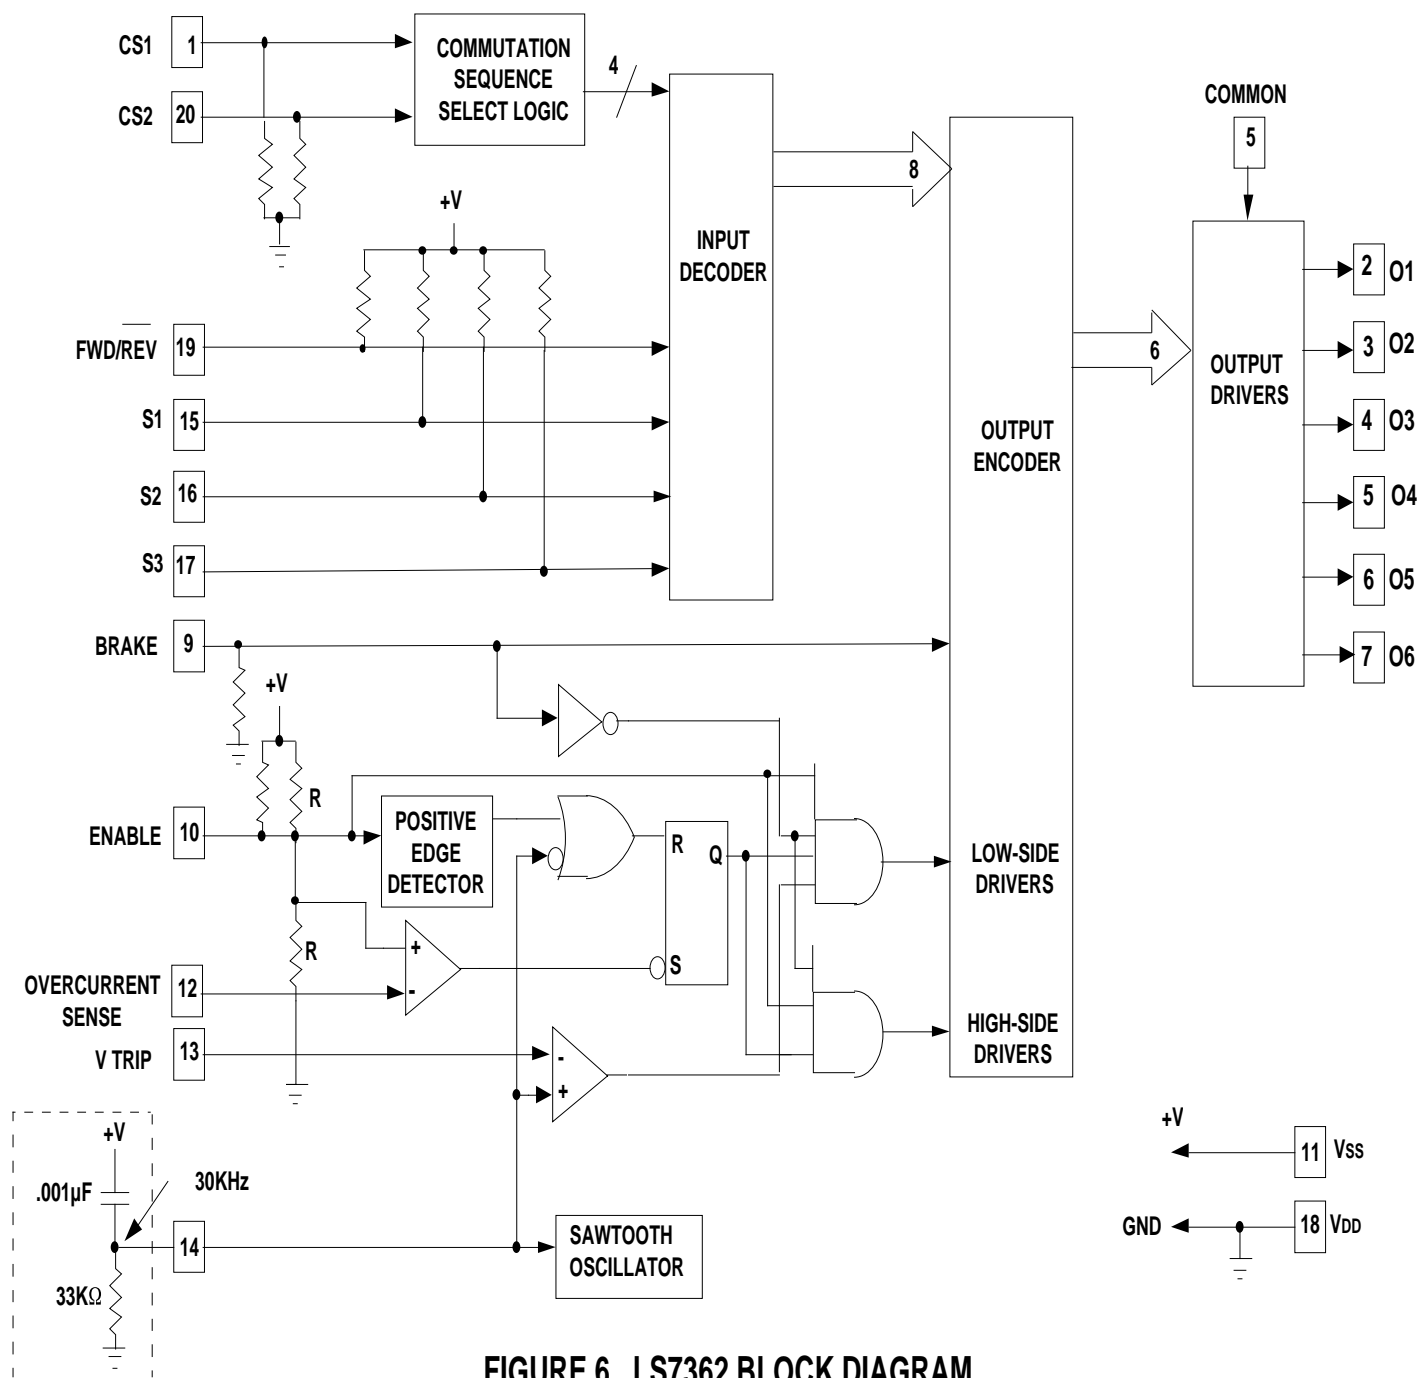 CS1 1
COMMUTATION
SEQUENCE
SELECT LOGIC
4
CS2 20
COMMON
5
+V
8
INPUT
DECODER
2 O1
FWD/REV 19
6
3 O2
OUTPUT
DRIVERS
S1 15
4 O3
OUTPUT
ENCODER
S2 16
5 O4
S3 17
6 O5
BRAKE 9
7 O6
+V
R
ENABLE 10
POSITIVE
EDGE
DETECTOR
R
Q
LOW-SIDE
DRIVERS
+
R
S
-
OVERCURRENT
SENSE
12
HIGH-SIDE
DRIVERS
V TRIP 13
-
+
+V
.001µF
30KHz
14
33KΩ
SAWTOOTH
OSCILLATOR
+V
11 VSS
GND
18 VDD
FIGURE 6. LS7362 BLOCK DIAGRAM